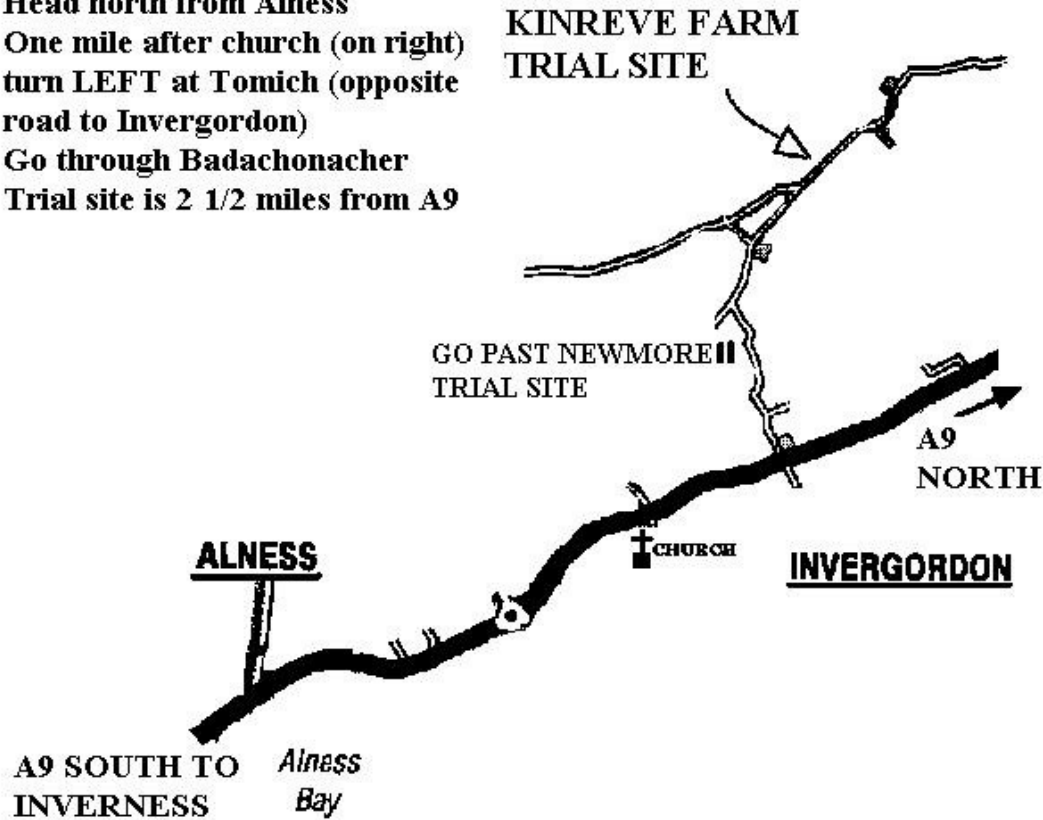 Head north from Alness
One mile after church (on right)
turn LEFT at Tomich (opposite
road to Invergordon)
Go through Badachonacher
Trial site is 2 1/2 miles from A9
KINREVE FARM
TRIAL SITE
GO PAST NEWMORE
TRIAL SITE
A9
NORTH
CHURCH
ALNESS
INVERGORDON
A9 SOUTH TO
INVERNESS
Alness
Bay